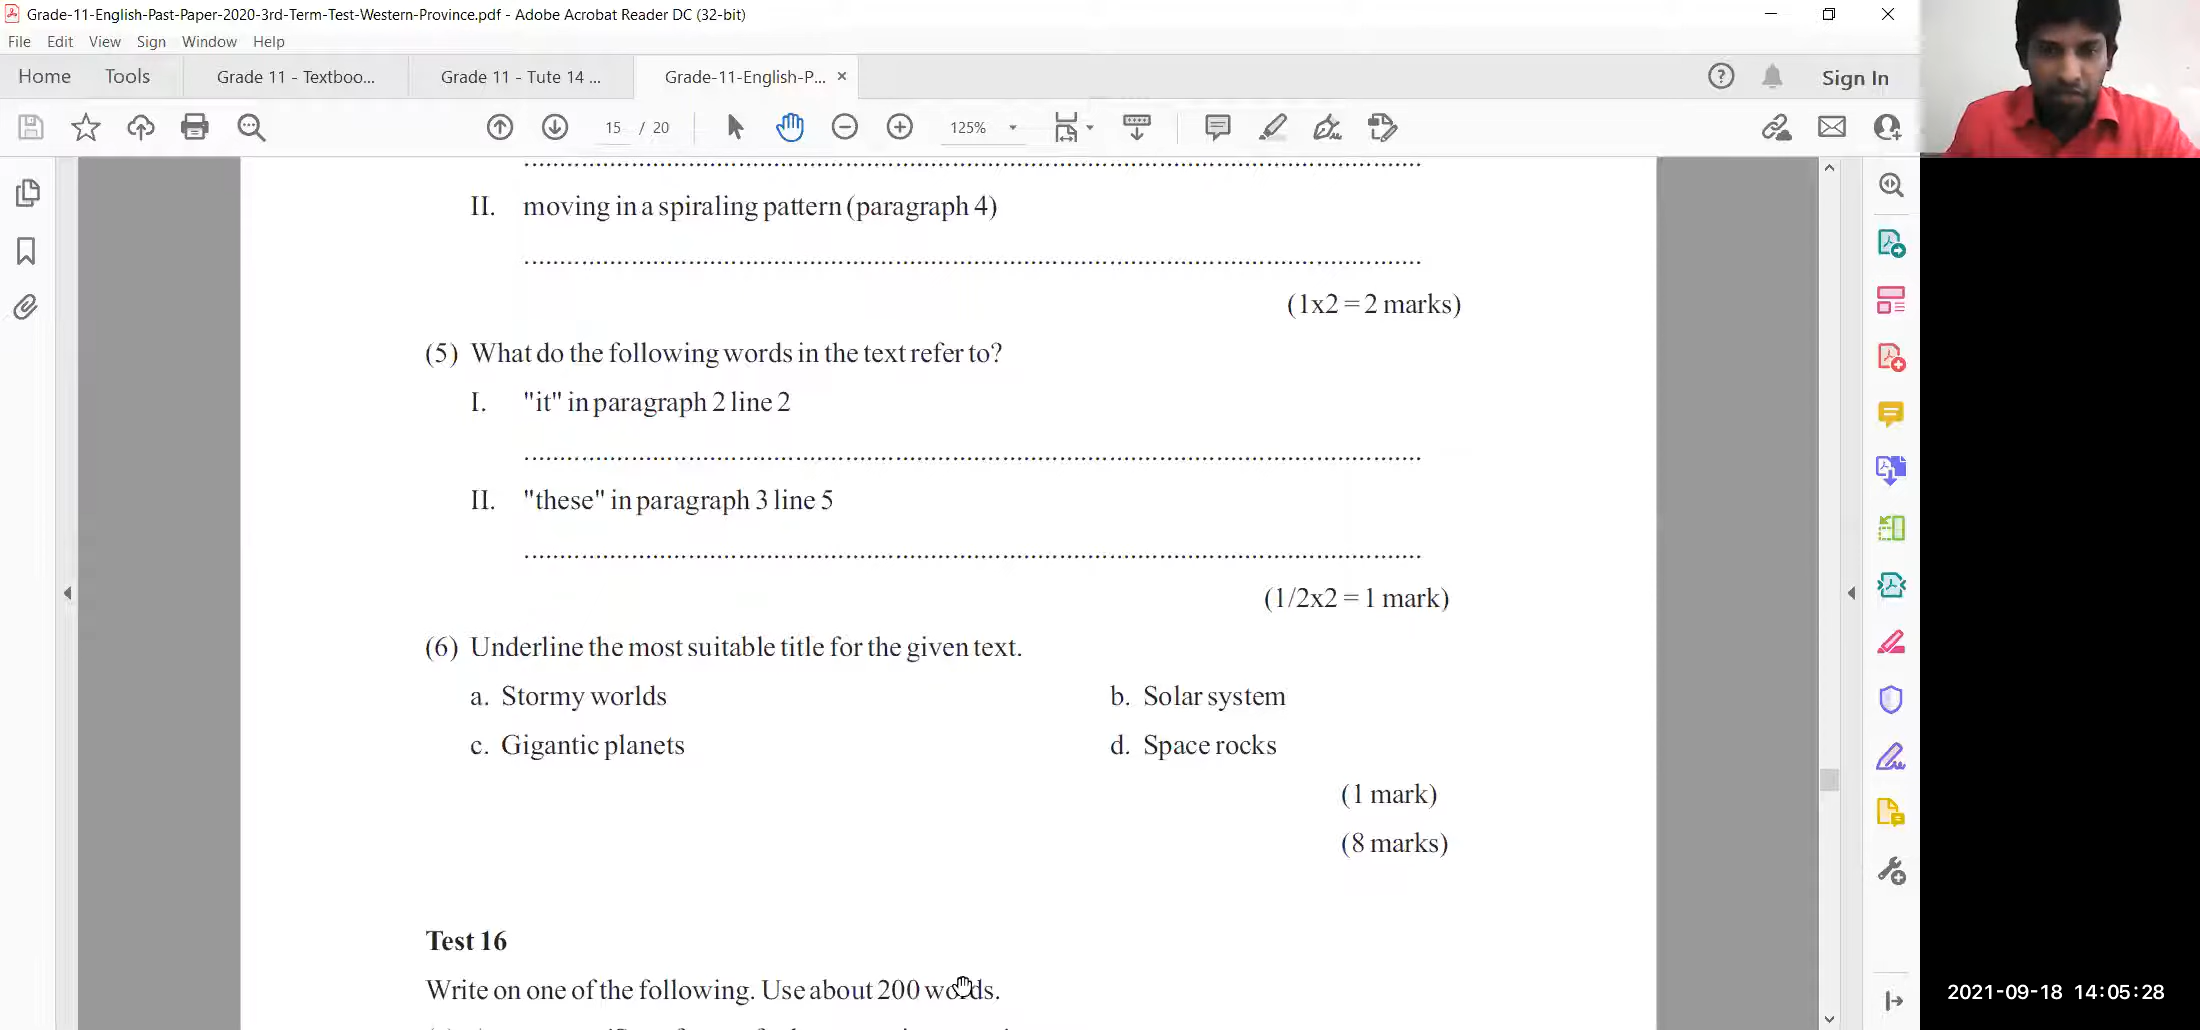 Grade-11-English-Past-Paper-2020-3rd-Term-Test-Western-Province.pdf - Adobe Acrobat Reader DC (32-bit)
File Edit View Sign Window Help
Home Tools Grade 11 - Textboo... Grade 11 - Tute 14 ... Grade-11-English-P... × Sign In
15 / 20 125%
II. moving in a spiraling pattern (paragraph 4)
(1x2 = 2 marks)
(5) What do the following words in the text refer to?
I. "it" in paragraph 2 line 2
II. "these" in paragraph 3 line 5
(1/2x2 = 1 mark)
(6) Underline the most suitable title for the given text.
a. Stormy worlds b. Solar system
c. Gigantic planets d. Space rocks
(1 mark)
(8 marks)
Test 16
Write on one of the following. Use about 200 words.
2021-09-18 14:05:28